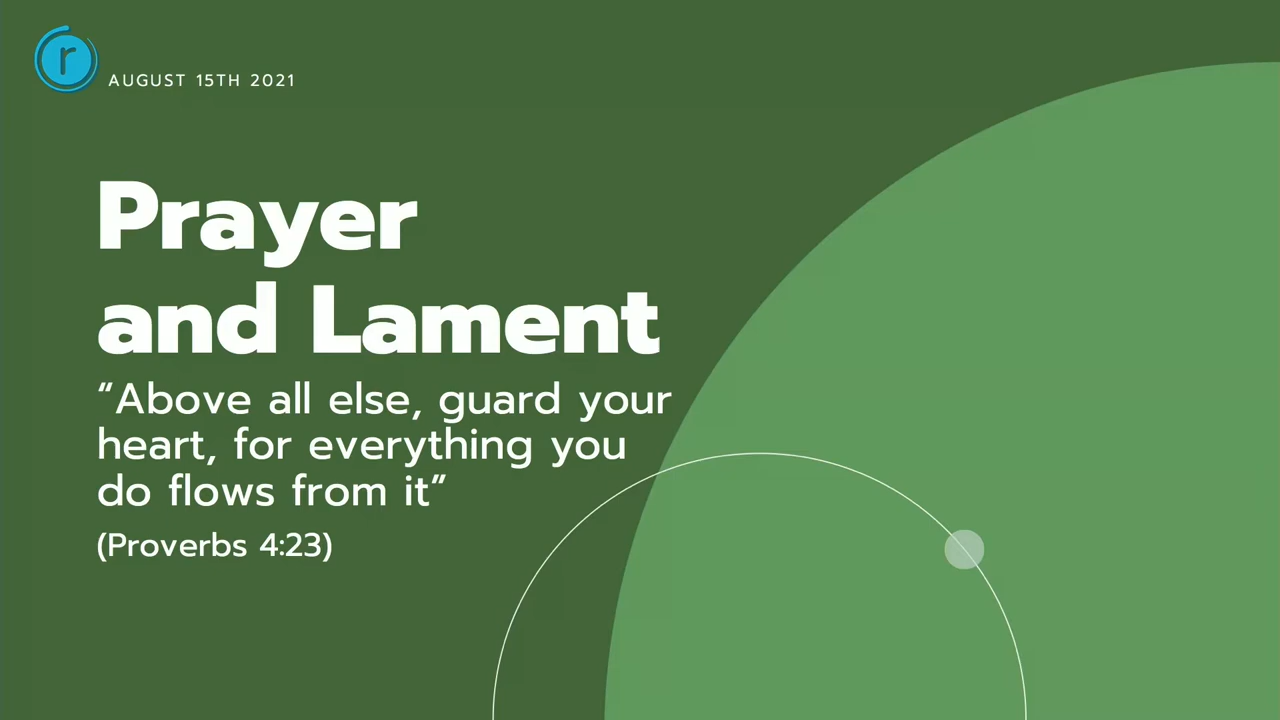 r
AUGUST 15TH 2021
Prayer
and Lament
“Above all else, guard your
heart, for everything you
do flows from it”
(Proverbs 4:23)